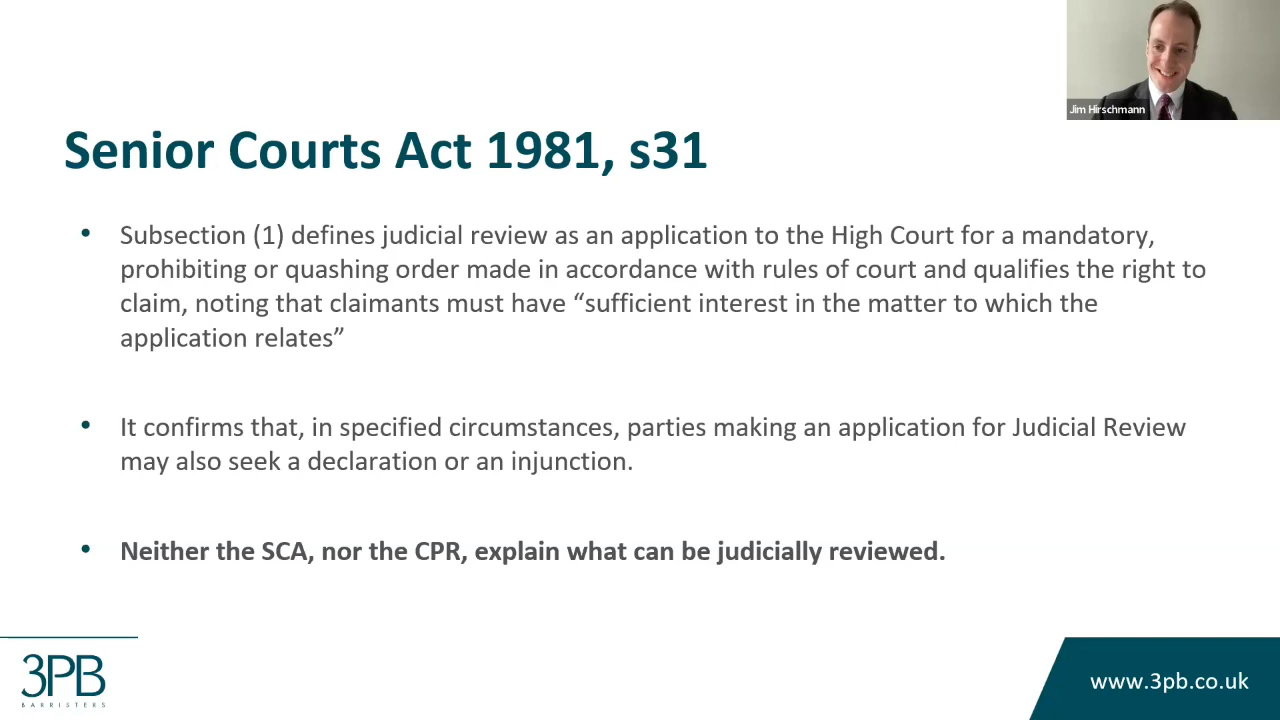 Jim Hirschmann
Senior Courts Act 1981, s31
• Subsection (1) defines judicial review as an application to the High Court for a mandatory,
prohibiting or quashing order made in accordance with rules of court and qualifies the right to
claim, noting that claimants must have “sufficient interest in the matter to which the
application relates”
• It confirms that, in specified circumstances, parties making an application for Judicial Review
may also seek a declaration or an injunction.
• Neither the SCA, nor the CPR, explain what can be judicially reviewed.
3PB
BARRISTERS
www.3pb.co.uk